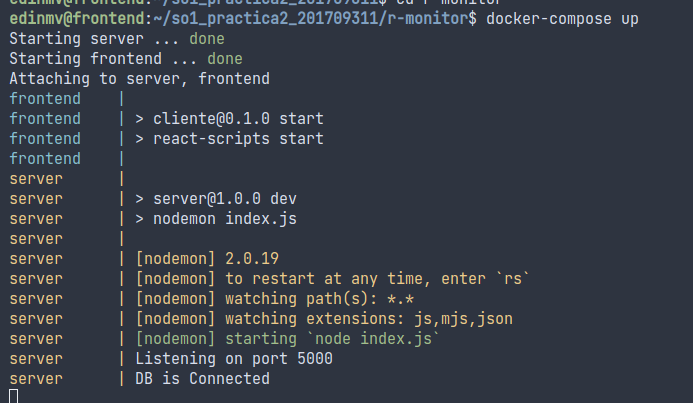 edinmv@frontend:~/so1_practica2_201709311$ cd r-monitor
edinmv@frontend:~/so1_practica2_201709311/r-monitor$ docker-compose up
Starting server ... done
Starting frontend ... done
Attaching to server, frontend
frontend    |
frontend    | > cliente@0.1.0 start
frontend    | > react-scripts start
frontend    |
server      |
server      | > server@1.0.0 dev
server      | > nodemon index.js
server      |
server      | [nodemon] 2.0.19
server      | [nodemon] to restart at any time, enter `rs`
server      | [nodemon] watching path(s): *.*
server      | [nodemon] watching extensions: js,mjs,json
server      | [nodemon] starting `node index.js`
server      | Listening on port 5000
server      | DB is Connected